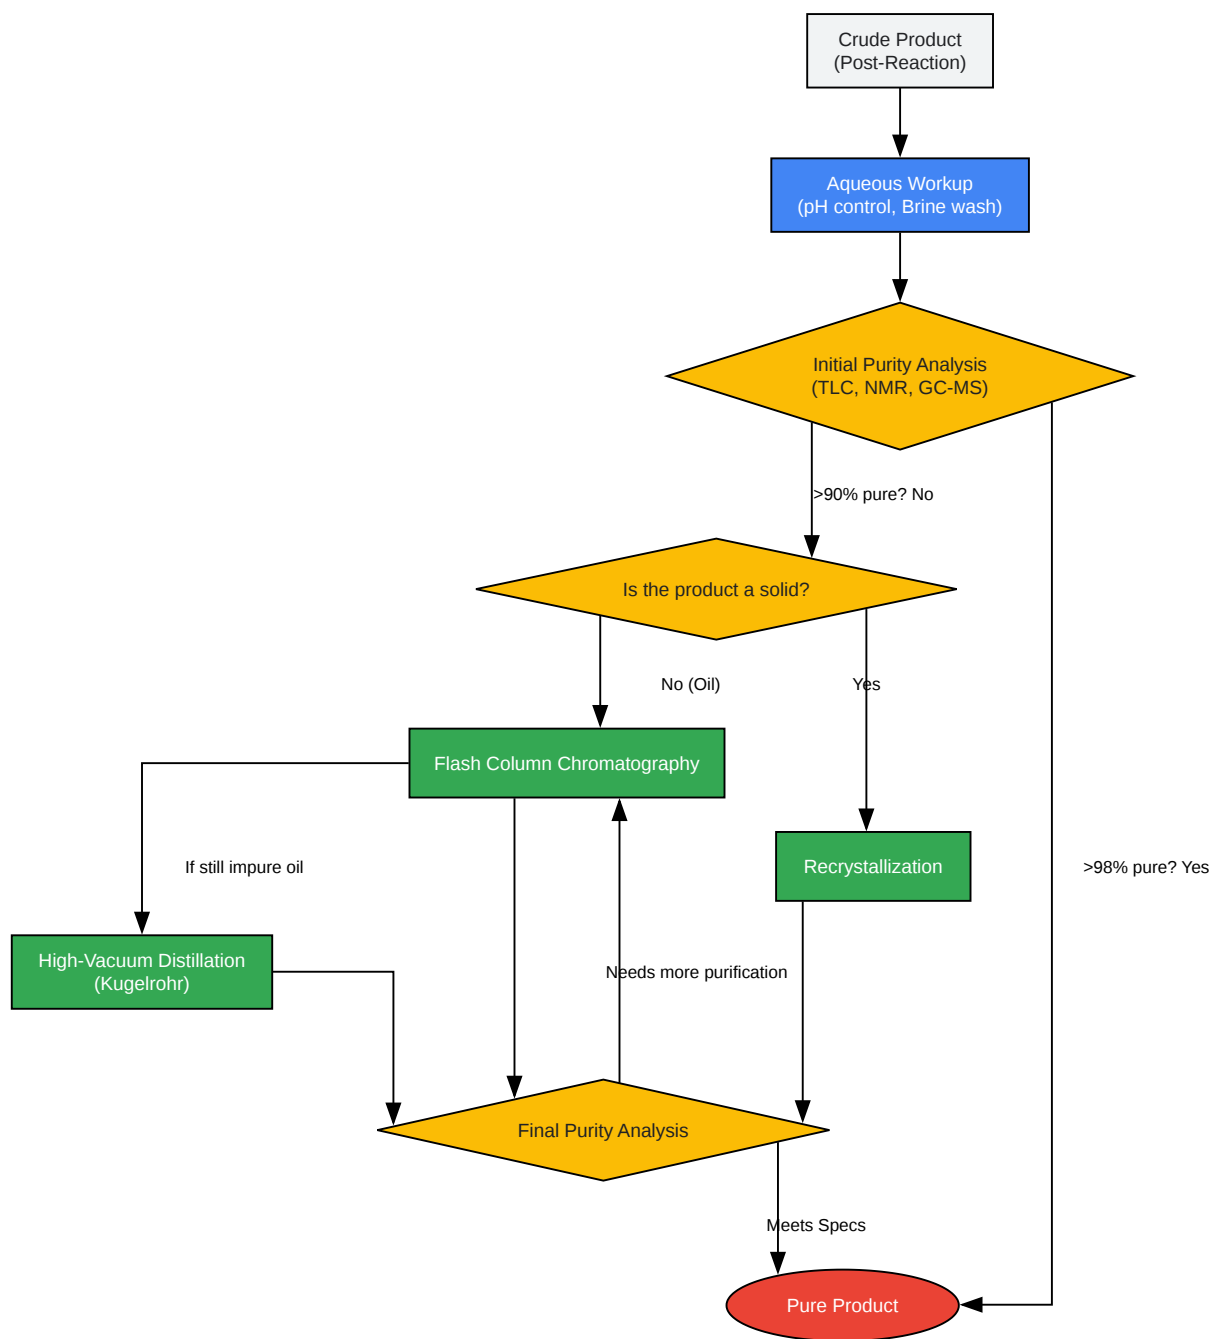 Crude Product
(Post-Reaction)
Aqueous Workup
(pH control, Brine wash)
Initial Purity Analysis
(TLC, NMR, GC-MS)
>90% pure? No
Is the product a solid?
No (Oil)
Yes
Flash Column Chromatography
If still impure oil
Recrystallization
>98% pure? Yes
High-Vacuum Distillation
(Kugelrohr)
Needs more purification
Final Purity Analysis
Meets Specs
Pure Product